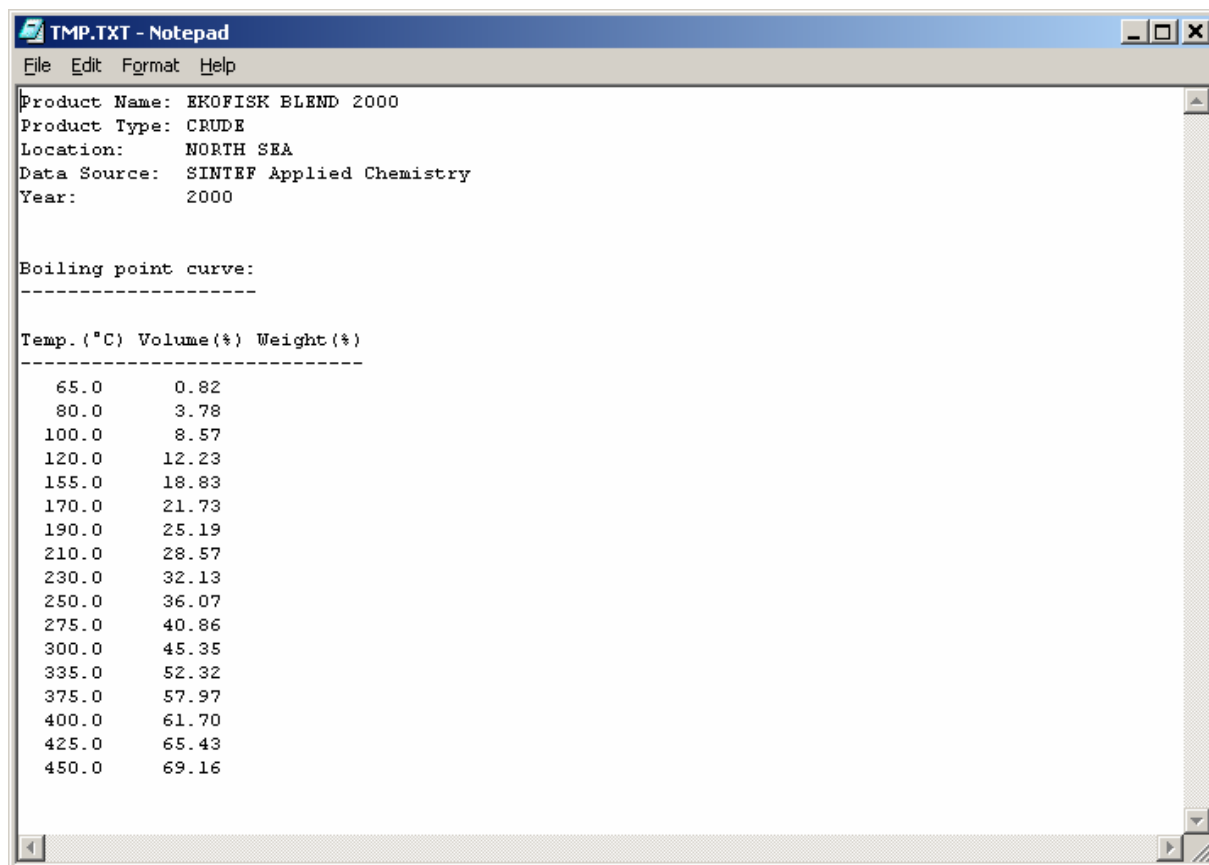 TMP.TXT - Notepad
File Edit Format Help
Product Name: EKOFISK BLEND 2000
Product Type: CRUDE
Location: NORTH SEA
Data Source: SINTEF Applied Chemistry
Year: 2000
Boiling point curve:
--------------------
Temp.(°C) Volume(%) Weight(%)
-----------------------------
65.0 0.82
80.0 3.78
100.0 8.57
120.0 12.23
155.0 18.83
170.0 21.73
190.0 25.19
210.0 28.57
230.0 32.13
250.0 36.07
275.0 40.86
300.0 45.35
335.0 52.32
375.0 57.97
400.0 61.70
425.0 65.43
450.0 69.16